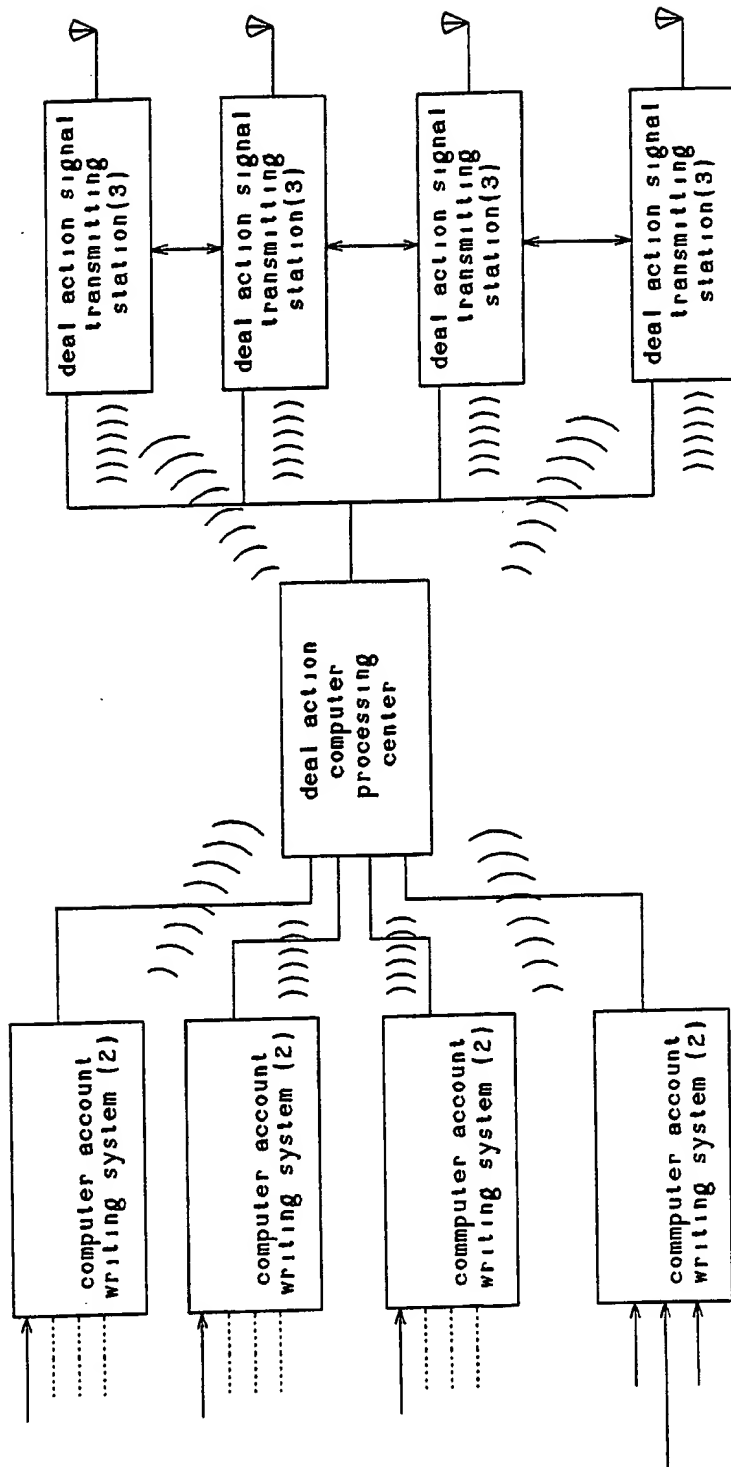 computer account
writing system (2)
computer account
writing system (2)
commputer account
writing system (2)
commputer account
writing system (2)
deal action
computer
processing
center
deal action signal
transmitting
station(3)
deal action signal
transmitting
station(3)
deal action signal
transmitting
station(3)
deal action signal
transmitting
station(3)